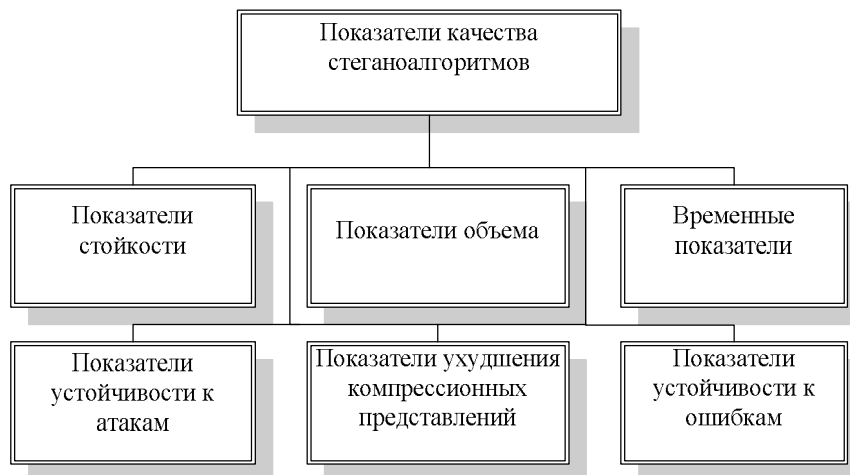 Показатели качества
стеганоалгоритмов
Показатели
стойкости
Показатели объема
Временные
показатели
Показатели
устойчивости к
атакам
Показатели ухудшения
компрессионных
представлений
Показатели
устойчивости к
ошибкам